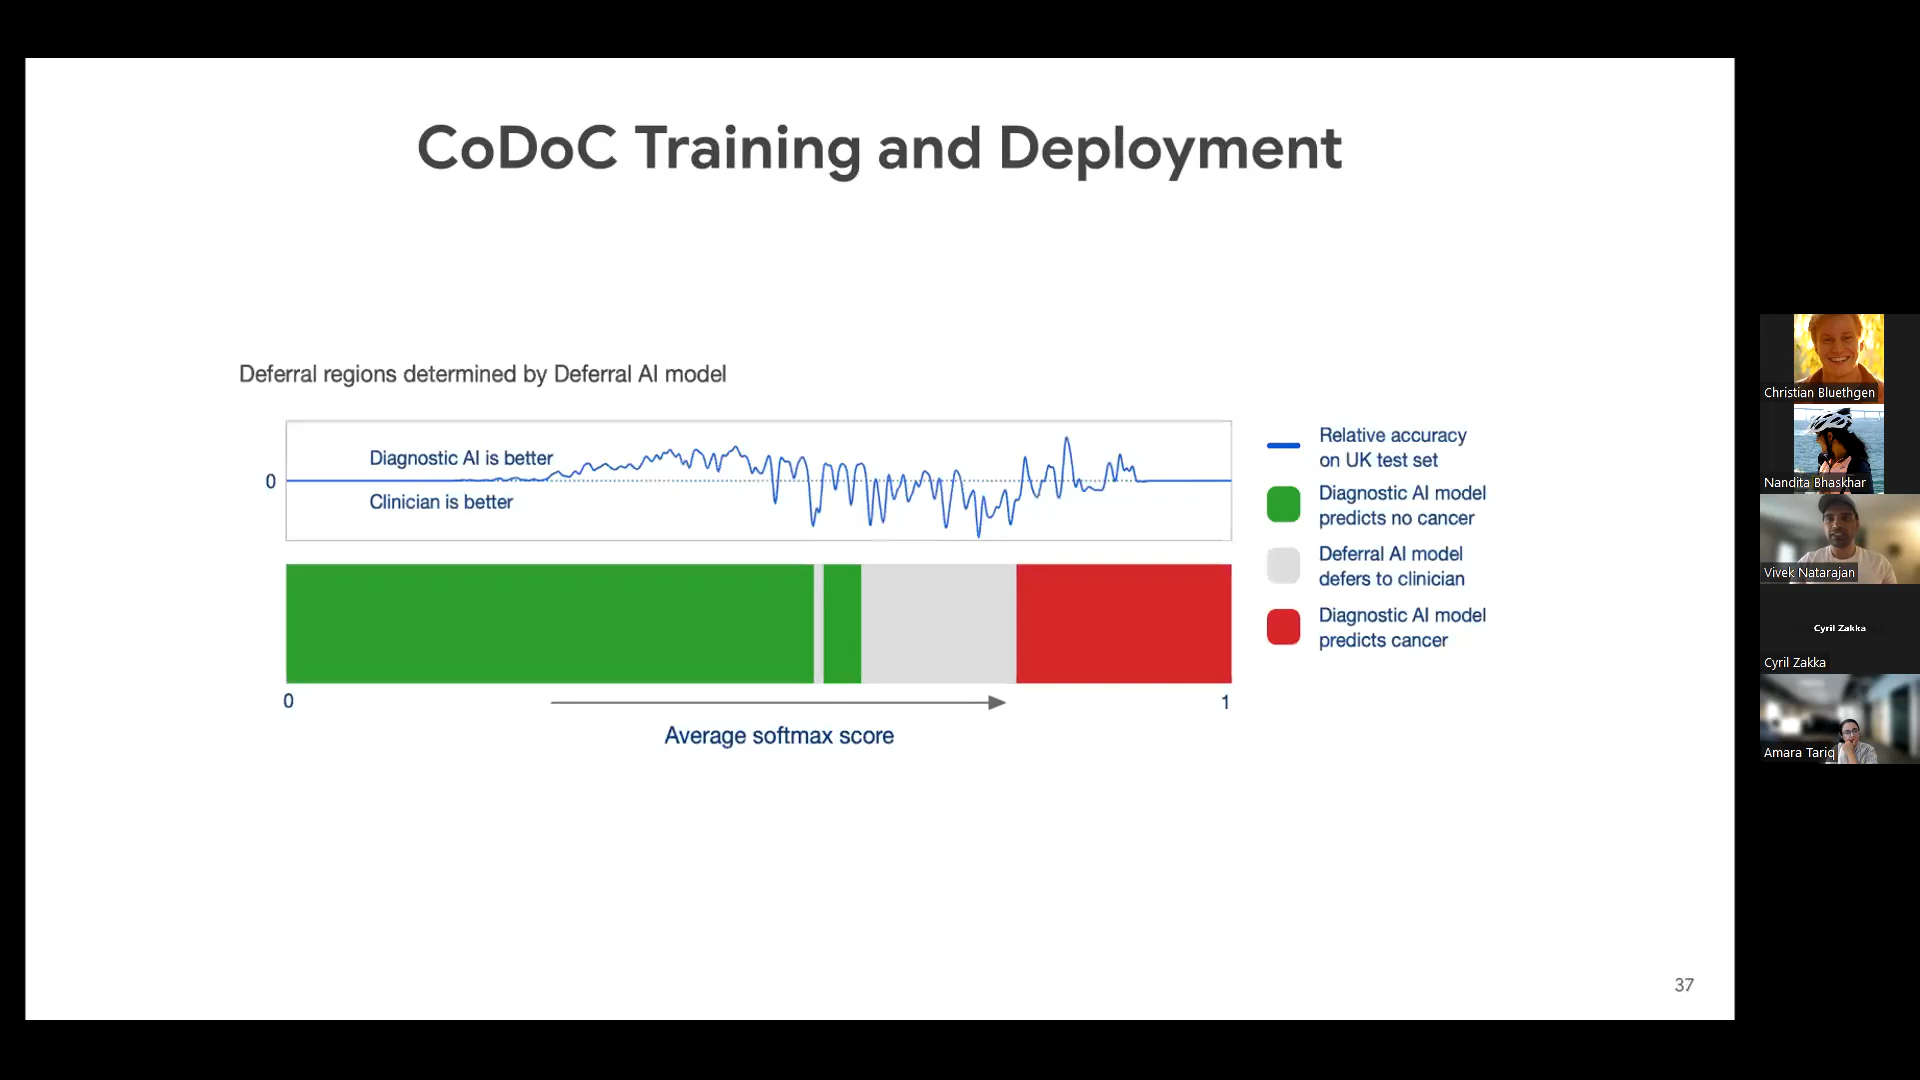 CoDoC Training and Deployment
Deferral regions determined by Deferral AI model
Diagnostic AI is better
0
Clinician is better
Relative accuracy
on UK test set
Diagnostic AI model
predicts no cancer
Deferral AI model
defers to clinician
Diagnostic AI model
predicts cancer
0
1
Average softmax score
37
Christian Bluethgen
Nandita Bhaskhar
Vivek Natarajan
Cyril Zakka
Cyril Zakka
Amara Tariq